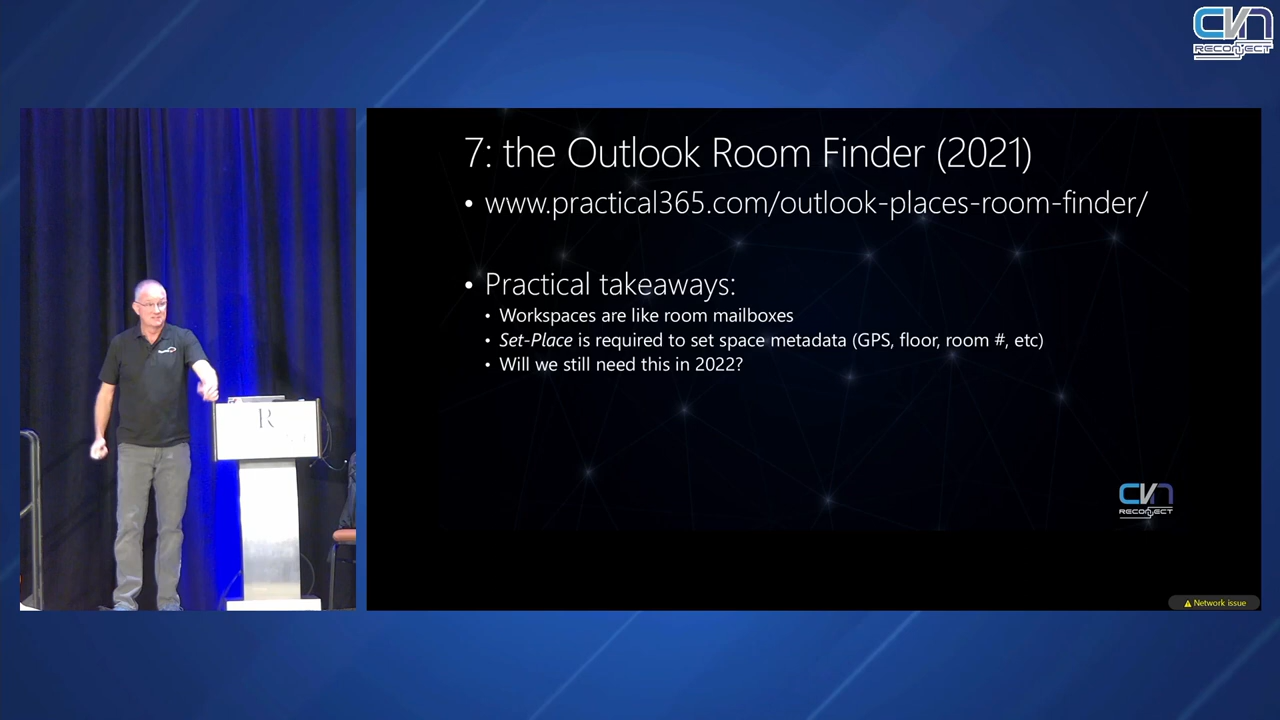 CVN
RECONNECT
7: the Outlook Room Finder (2021)
• www.practical365.com/outlook-places-room-finder/
• Practical takeaways:
• Workspaces are like room mailboxes
• Set-Place is required to set space metadata (GPS, floor, room #, etc)
• Will we still need this in 2022?
R
CVN
RECONNECT
Network issue